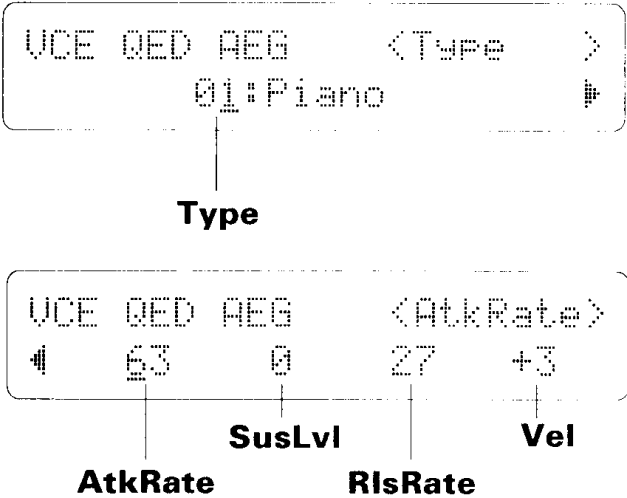 VCE QED AEG <Type >
01:Piano
Type
VCE QED AEG <AtkRate>
63 0 27 +3
SusLvl Vel
AtkRate RlsRate